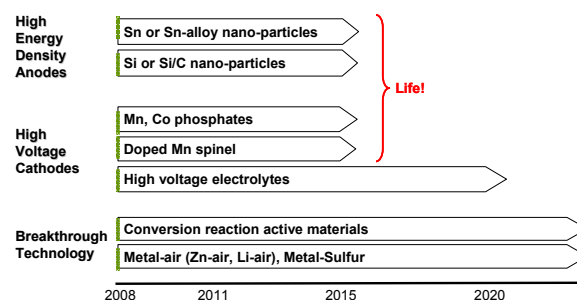 High
Energy
Density
Anodes
Sn or Sn-alloy nano-particles
Si or Si/C nano-particles
Life!
High
Voltage
Cathodes
Mn, Co phosphates
Doped Mn spinel
High voltage electrolytes
Breakthrough
Technology
Conversion reaction active materials
Metal-air (Zn-air, Li-air), Metal-Sulfur
2008 2011 2015 2020